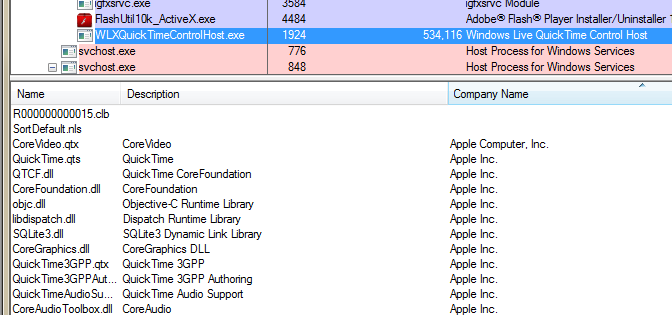 igfxsrvc.exe 3584 igfxsrvc Module
FlashUtil10k_ActiveX.exe 4484 Adobe® Flash® Player Installer/Uninstaller
WLXQuickTimeControlHost.exe 1924 534,116 Windows Live QuickTime Control Host
svchost.exe 776 Host Process for Windows Services
svchost.exe 848 Host Process for Windows Services
Name Description Company Name
R000000000015.clb
SortDefault.nls
CoreVideo.qtx CoreVideo Apple Computer, Inc.
QuickTime.qts QuickTime Apple Inc.
QTCF.dll QuickTime CoreFoundation Apple Inc.
CoreFoundation.dll CoreFoundation Apple Inc.
objc.dll Objective-C Runtime Library Apple Inc.
libdispatch.dll Dispatch Runtime Library Apple Inc.
SQLite3.dll SQLite3 Dynamic Link Library Apple Inc.
CoreGraphics.dll CoreGraphics DLL Apple Inc.
QuickTime3GPP.qtx QuickTime 3GPP Apple Inc.
QuickTime3GPPAut... QuickTime 3GPP Authoring Apple Inc.
QuickTimeAudioSu... QuickTime Audio Support Apple Inc.
CoreAudioToolbox.dll CoreAudio Apple Inc.